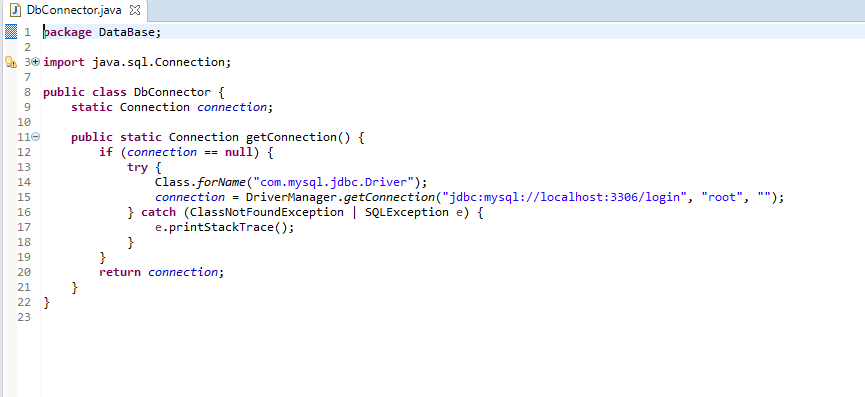 DbConnector.java
1 package DataBase;
2
3 import java.sql.Connection;
7
8 public class DbConnector {
9     static Connection connection;
10
11     public static Connection getConnection() {
12         if (connection == null) {
13             try {
14                 Class.forName("com.mysql.jdbc.Driver");
15                 connection = DriverManager.getConnection("jdbc:mysql://localhost:3306/login", "root", "");
16             } catch (ClassNotFoundException | SQLException e) {
17                 e.printStackTrace();
18             }
19         }
20         return connection;
21     }
22 }
23